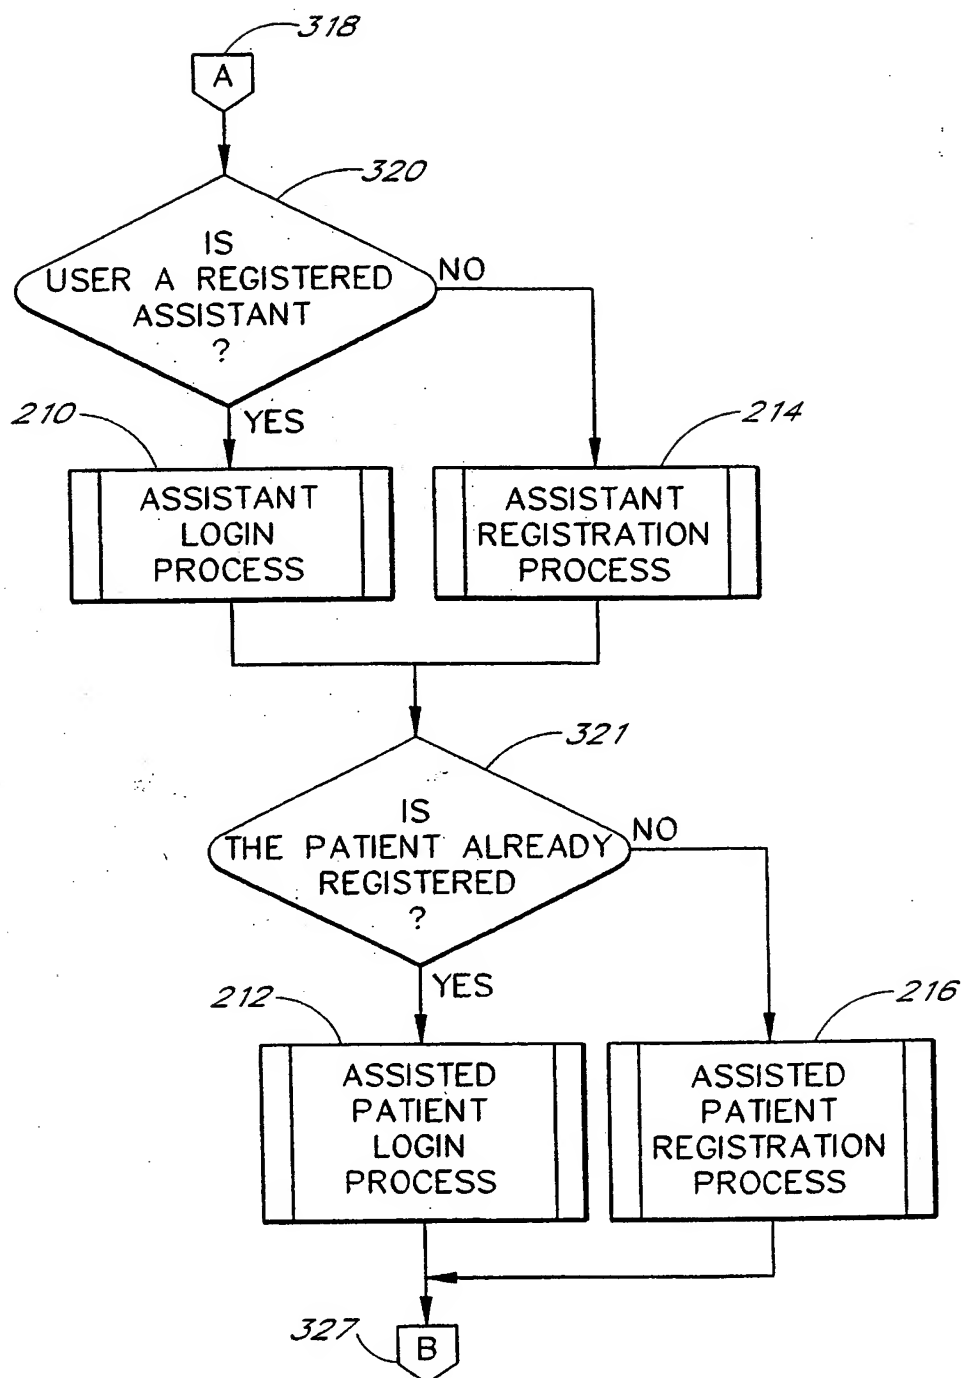 318
A
320
IS
USER A REGISTERED
ASSISTANT
?
NO
YES
210
214
ASSISTANT
LOGIN
PROCESS
ASSISTANT
REGISTRATION
PROCESS
321
IS
THE PATIENT ALREADY
REGISTERED
?
NO
YES
212
216
ASSISTED
PATIENT
LOGIN
PROCESS
ASSISTED
PATIENT
REGISTRATION
PROCESS
327
B